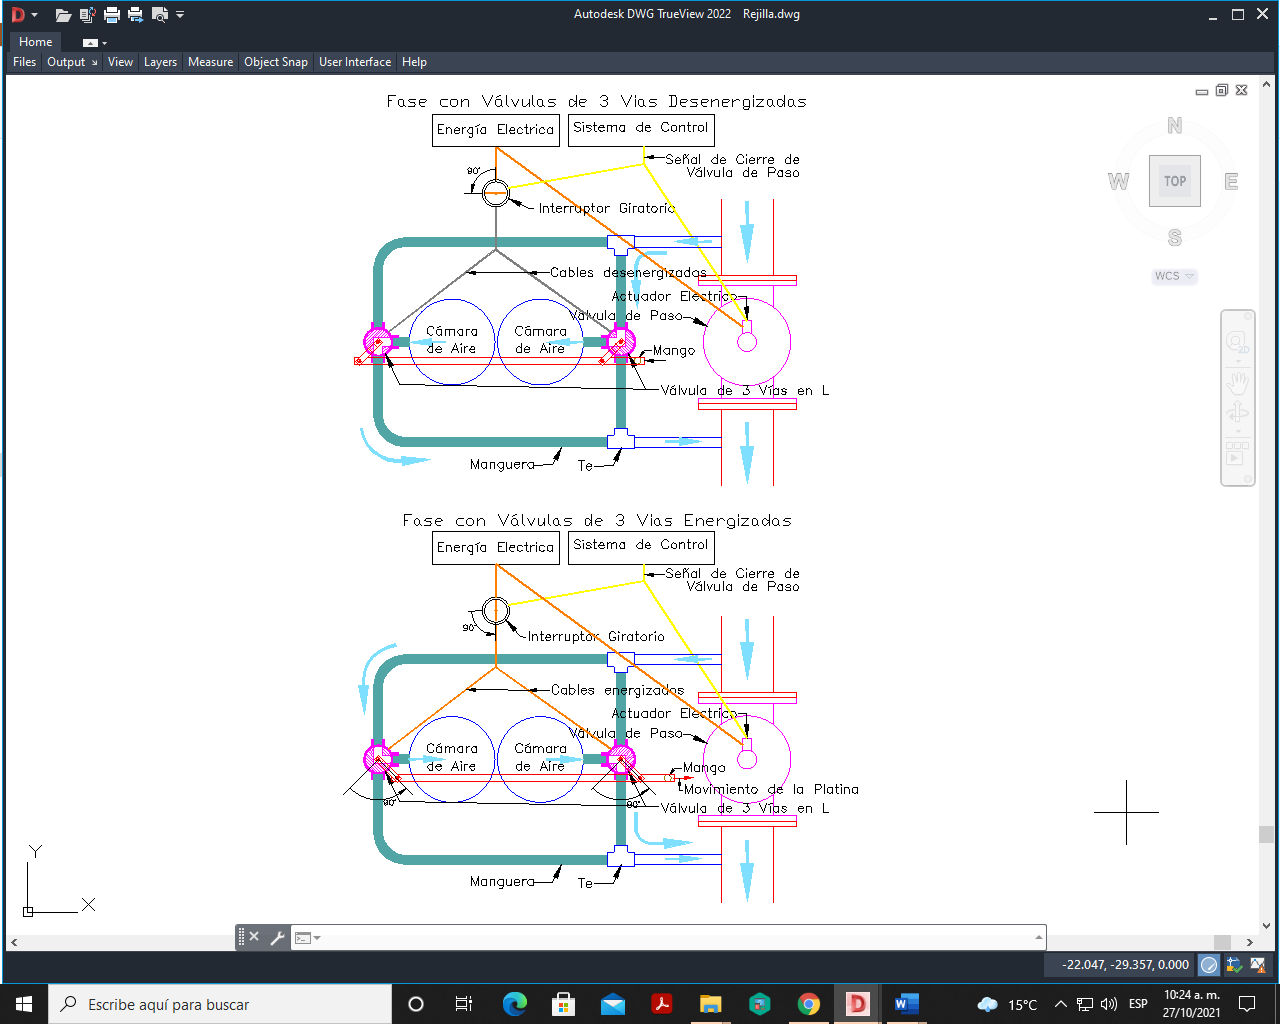 Autodesk DWG TrueView 2022 Rejilla.dwg
Home
Files Output View Layers Measure Object Snap User Interface Help
Fase con Válvulas de 3 Vias Desenergizadas
Energía Electrica
Sistema de Control
Señal de Cierre de
Válvula de Paso
90°
Interruptor Giratorio
Cables desenergizados
Actuador Electrico
Válvula de Paso
Cámara
de Aire
Cámara
de Aire
Mango
Válvula de 3 Vías en L
Manguera
Te
Fase con Válvulas de 3 Vias Energizadas
Energía Electrica
Sistema de Control
Señal de Cierre de
Válvula de Paso
90°
Interruptor Giratorio
Cables energizados
Actuador Electrico
Válvula de Paso
Cámara
de Aire
Cámara
de Aire
Mango
Movimiento de la Platina
90°
90°
Válvula de 3 Vías en L
Manguera
Te
N
W TOP E
S
WCS
2D
Y
X
-22.047, -29.357, 0.000
Escribe aquí para buscar
15°C
ESP
10:24 a. m.
27/10/2021